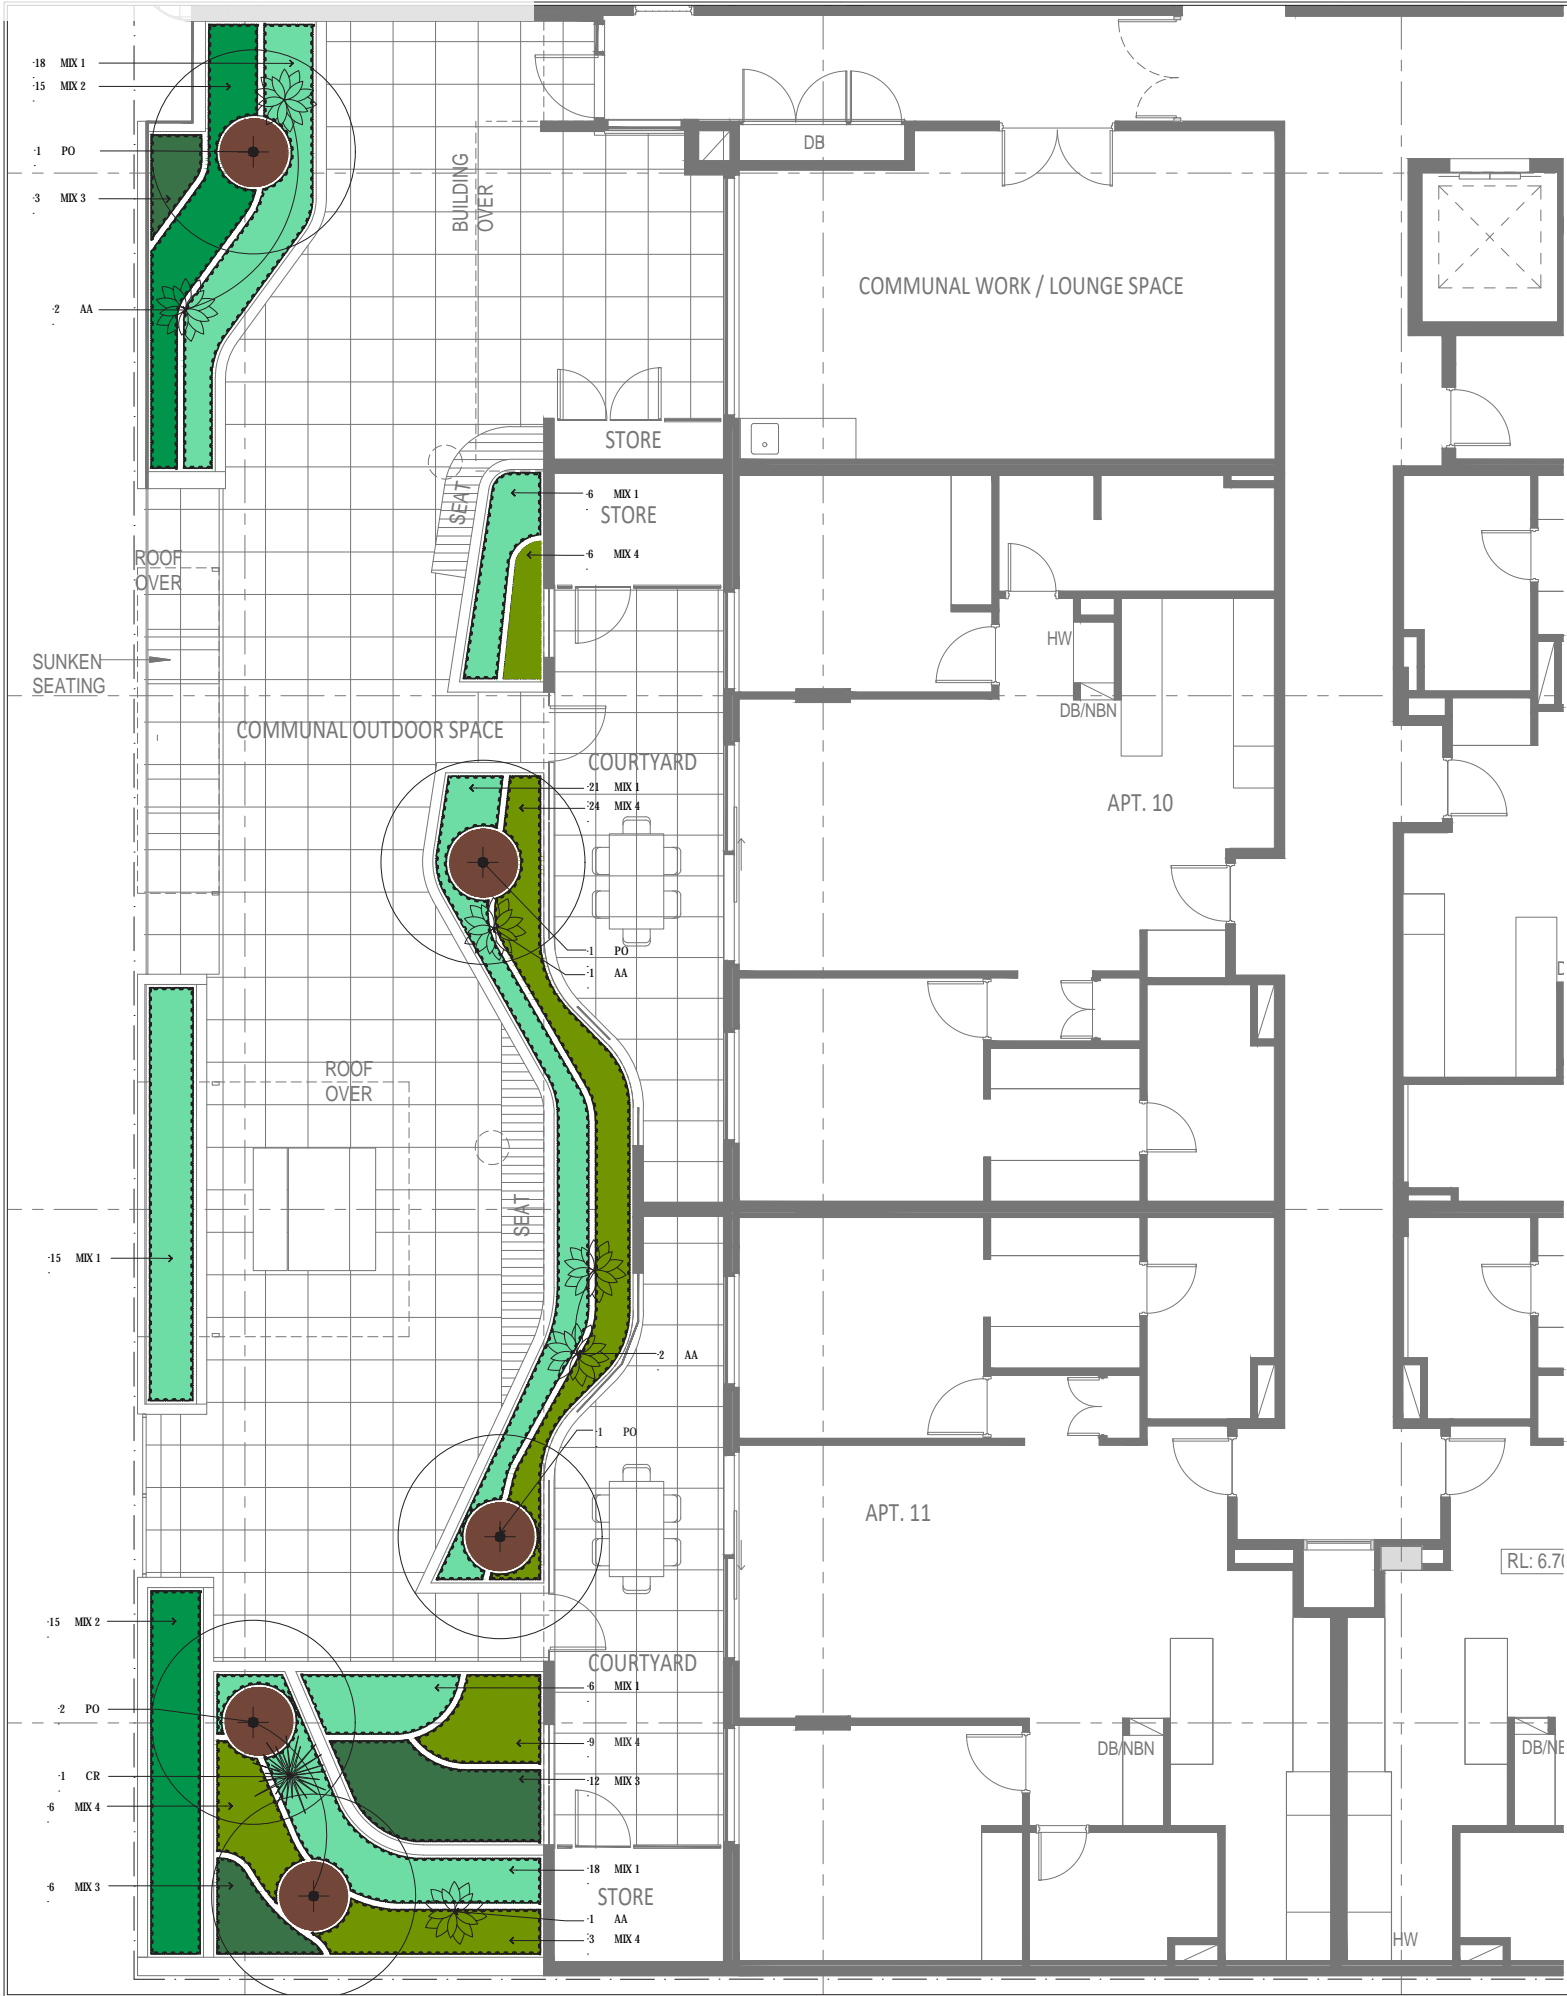 -18 MIX 1
-15 MIX 2
-1 PO
-3 MIX 3
-2 AA
BUILDING
OVER
DB
COMMUNAL WORK / LOUNGE SPACE
STORE
SEAT
-6 MIX 1
STORE
-6 MIX 4
ROOF
OVER
SUNKEN
SEATING
HW
DB/NBN
COMMUNAL OUTDOOR SPACE
COURTYARD
-21 MIX 1
-24 MIX 4
APT. 10
-1 PO
-1 AA
ROOF
OVER
SEAT
-15 MIX 1
-2 AA
-1 PO
APT. 11
RL: 6.70
-15 MIX 2
COURTYARD
-6 MIX 1
-2 PO
-9 MIX 4
DB/NBN
DB/NB
-1 CR
-12 MIX 3
-6 MIX 4
-18 MIX 1
-6 MIX 3
STORE
-1 AA
-3 MIX 4
HW